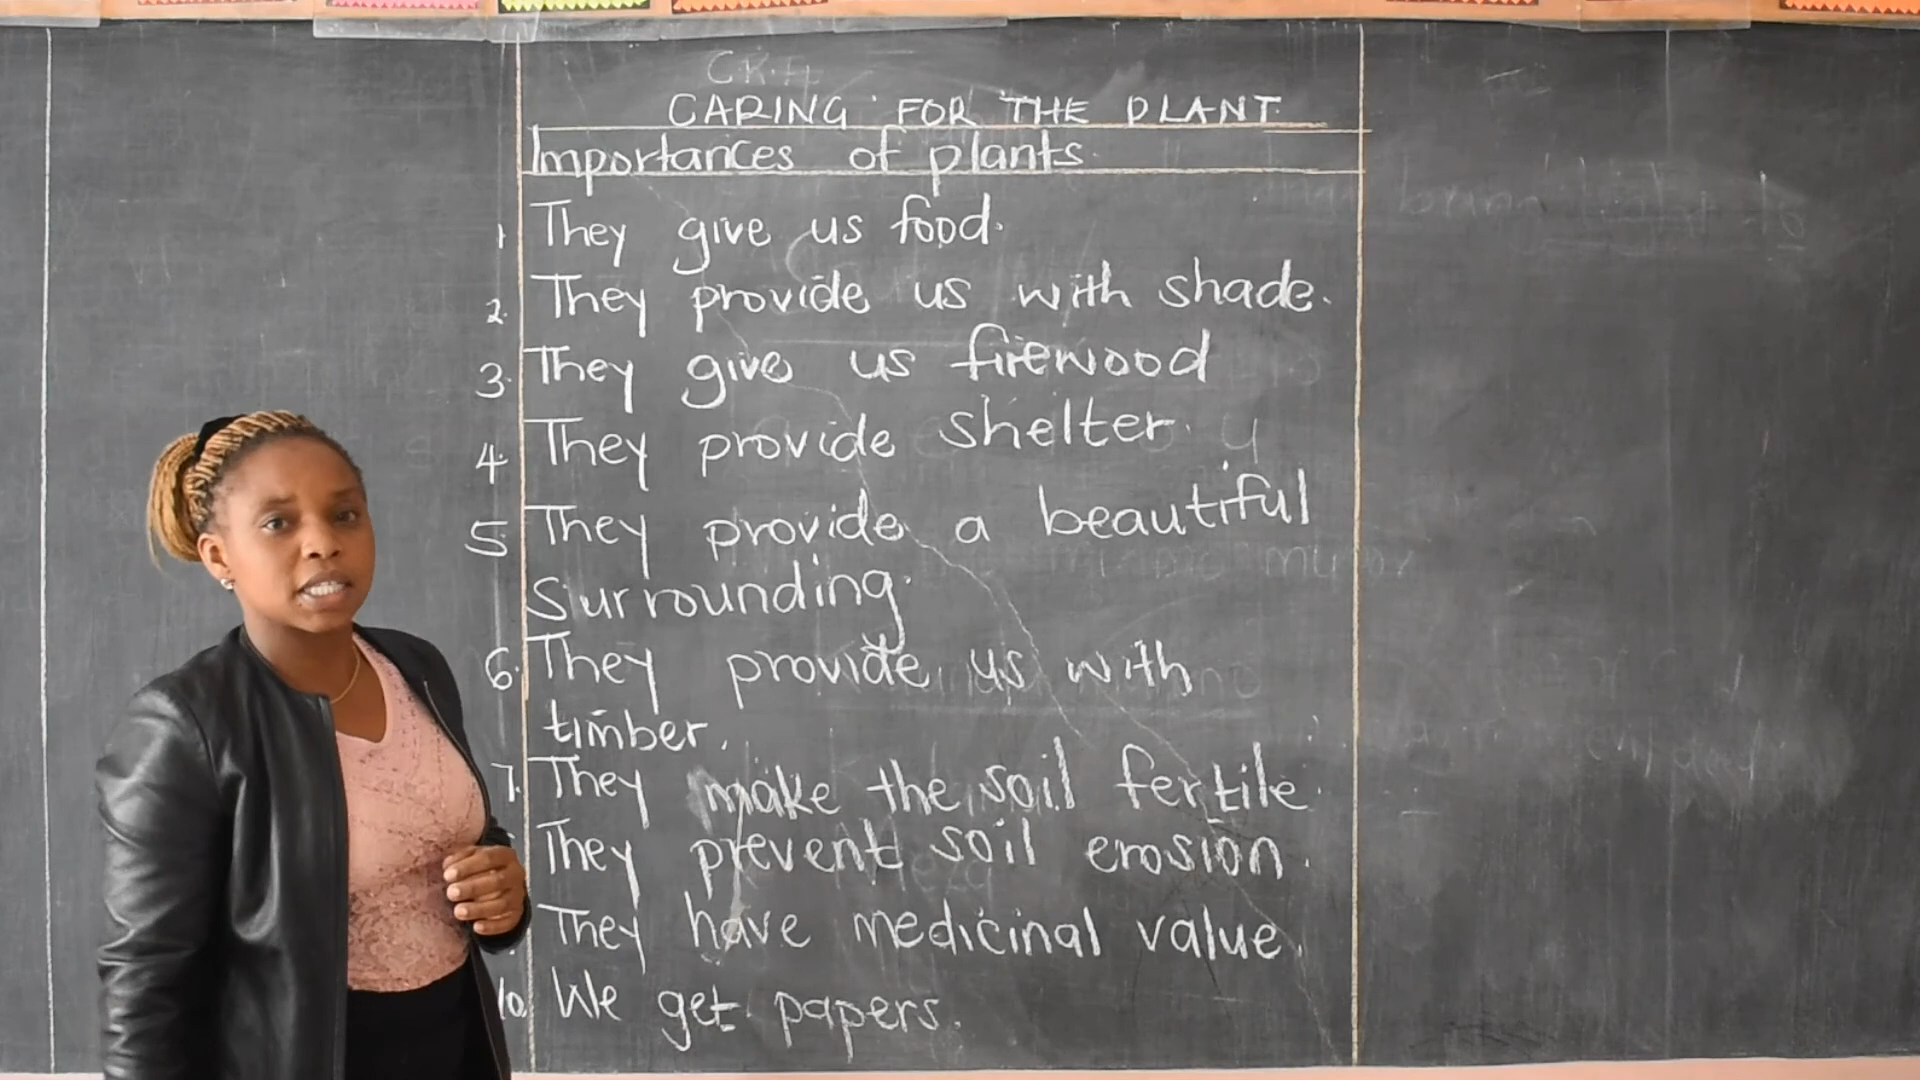 CARING FOR THE PLANT
Importances of plants.
1 They give us food.
2. They provide us with shade.
3. They give us firewood
4. They provide shelter.
5 They provide a beautiful
surrounding.
6. They provide us with
timber.
7. They make the soil fertile.
They prevent soil erosion.
They have medicinal value.
10. We get papers.